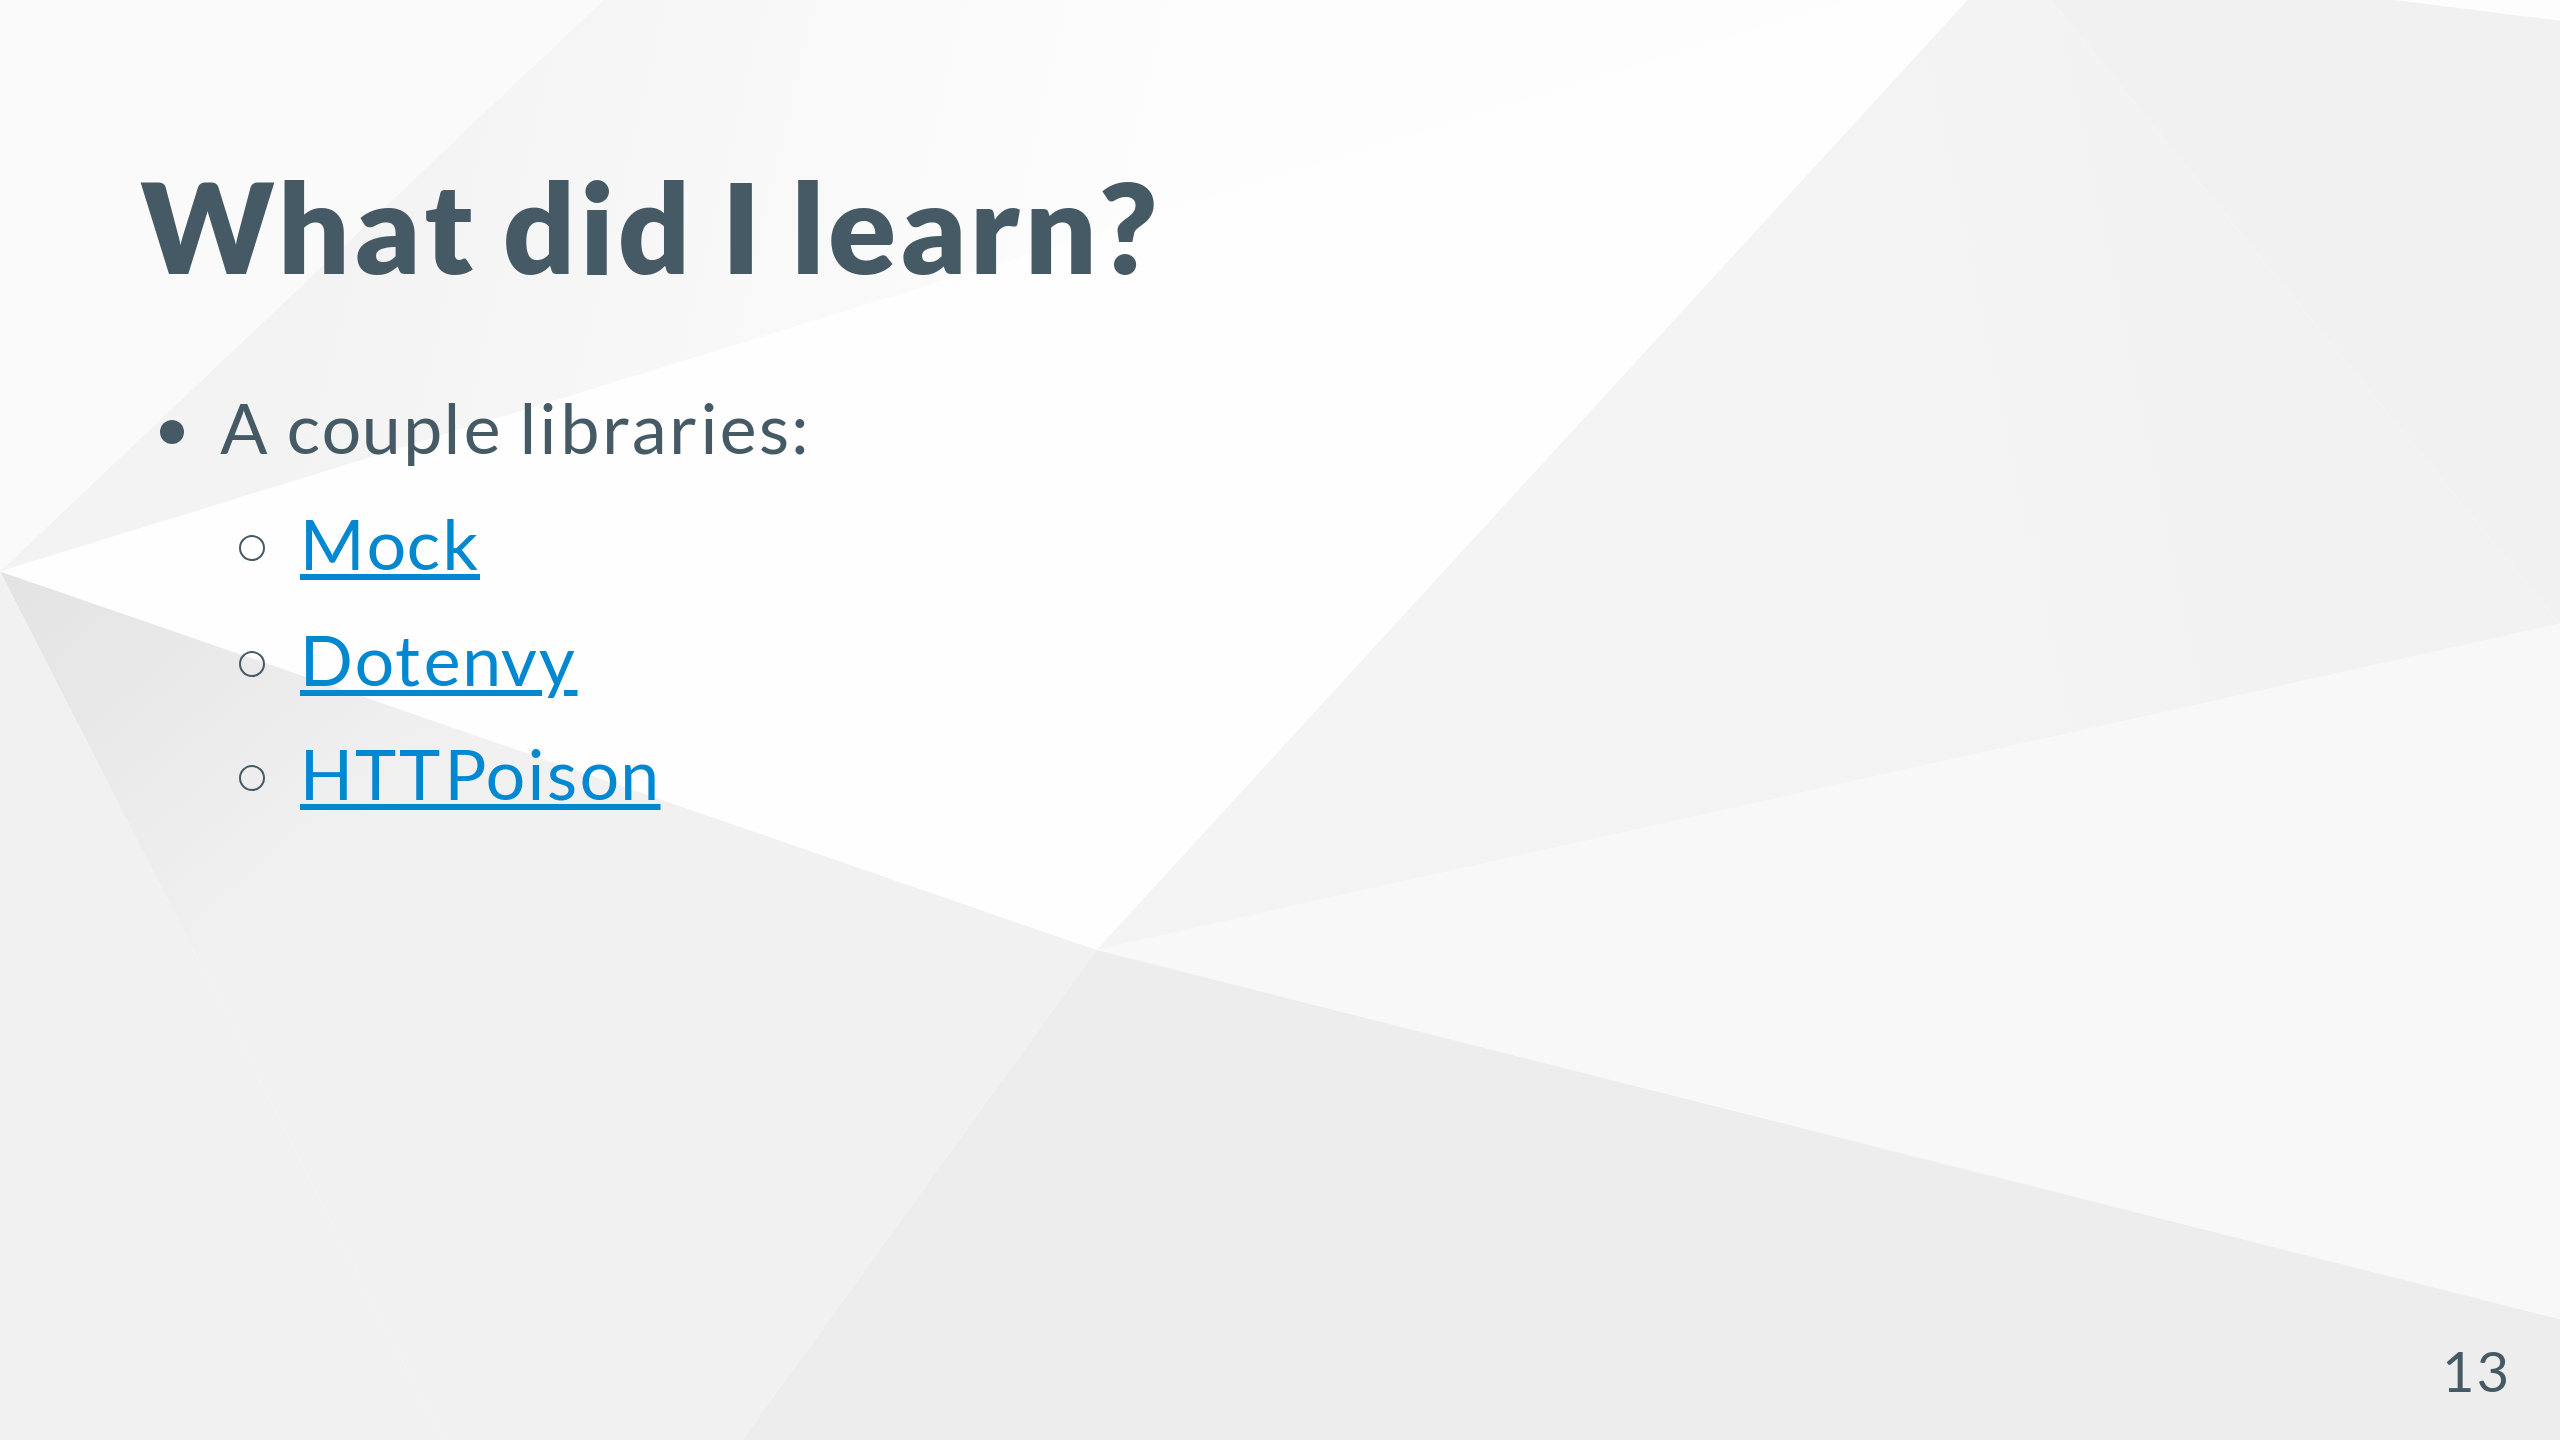 What did I learn?
• A couple libraries:
○ Mock
○ Dotenvy
○ HTTPoison
13